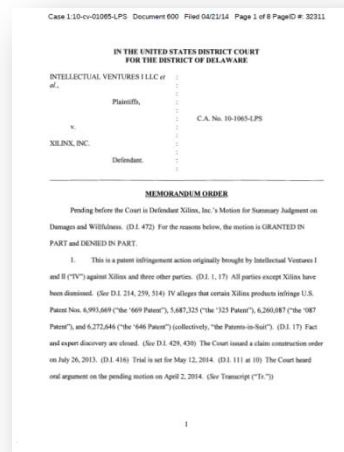 Case 1:10-cv-01065-LPS Document 600 Filed 04/21/14 Page 1 of 8 PageID #: 32311
IN THE UNITED STATES DISTRICT COURT
FOR THE DISTRICT OF DELAWARE
INTELLECTUAL VENTURES I LLC et :
al., :
:
Plaintiffs, :
:
: C.A. No. 10-1065-LPS
v. :
:
XILINX, INC. :
:
Defendant. :
:
MEMORANDUM ORDER
Pending before the Court is Defendant Xilinx, Inc.'s Motion for Summary Judgment on
Damages and Willfulness. (D.I. 472) For the reasons below, the motion is GRANTED IN
PART and DENIED IN PART.
1. This is a patent infringement action originally brought by Intellectual Ventures I
and II ("IV") against Xilinx and three other parties. (D.I. 1, 17) All parties except Xilinx have
been dismissed. (See D.I. 214, 259, 514) IV alleges that certain Xilinx products infringe U.S.
Patent Nos. 6,993,669 ("the '669 Patent"), 5,687,325 ("the '325 Patent"), 6,260,087 ("the '087
Patent"), and 6,272,646 ("the '646 Patent") (collectively, "the Patents-in-Suit"). (D.I. 17) Fact
and expert discovery are closed. (See D.I. 429, 430) The Court issued a claim construction order
on July 26, 2013. (D.I. 416) Trial is set for May 12, 2014. (D.I. 111 at 10) The Court heard
oral argument on the pending motion on April 2, 2014. (See Transcript ("Tr."))
1